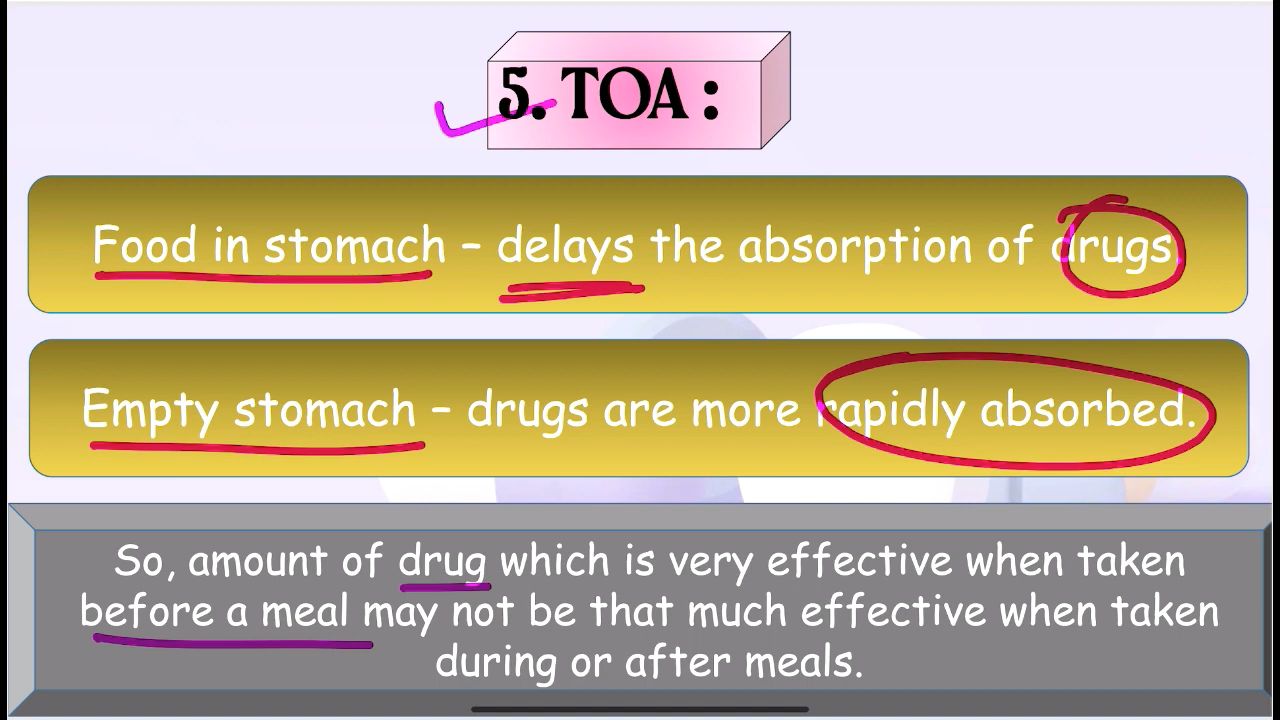 5. TOA :
Food in stomach – delays the absorption of drugs.
Empty stomach – drugs are more rapidly absorbed.
So, amount of drug which is very effective when taken
before a meal may not be that much effective when taken
during or after meals.